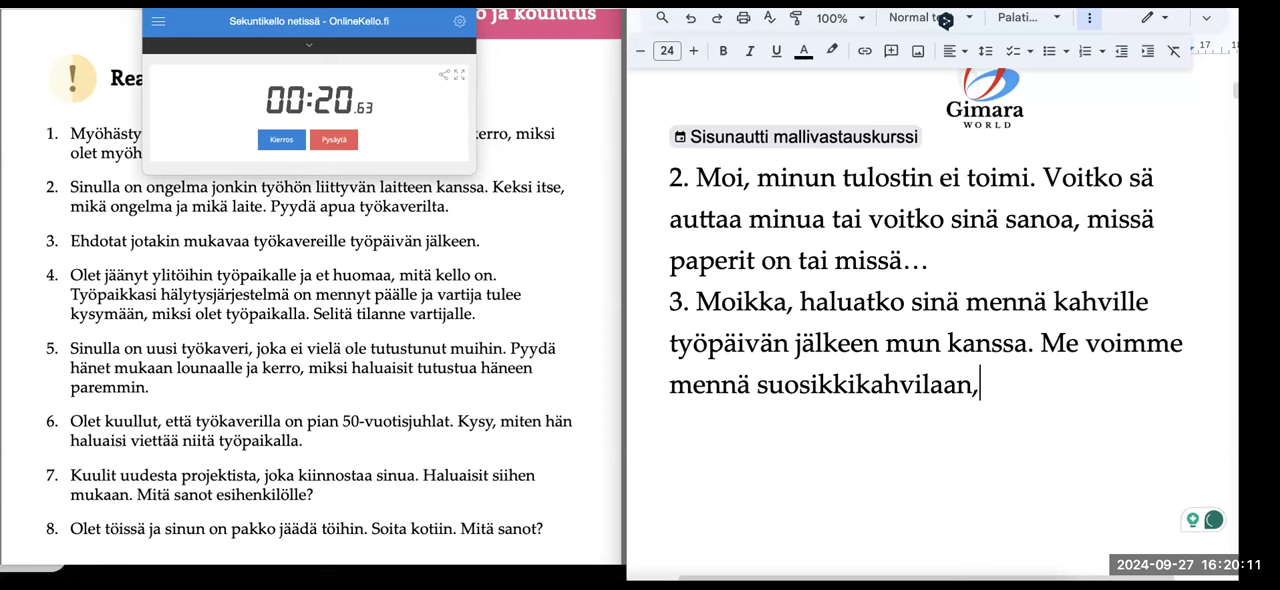 Sekuntikello netissä - OnlineKello.fi
o ja koulutus
00:20.63
Kierros
Pysäytä
!
Rea
1. Myöhästy
kerro, miksi
olet myöh
2. Sinulla on ongelma jonkin työhön liittyvän laitteen kanssa. Keksi itse,
mikä ongelma ja mikä laite. Pyydä apua työkaverilta.
3. Ehdotat jotakin mukavaa työkavereille työpäivän jälkeen.
4. Olet jäänyt ylitöihin työpaikalle ja et huomaa, mitä kello on.
Työpaikkasi hälytysjärjestelmä on mennyt päälle ja vartija tulee
kysymään, miksi olet työpaikalla. Selitä tilanne vartijalle.
5. Sinulla on uusi työkaveri, joka ei vielä ole tutustunut muihin. Pyydä
hänet mukaan lounaalle ja kerro, miksi haluaisit tutustua häneen
paremmin.
6. Olet kuullut, että työkaverilla on pian 50-vuotisjuhlat. Kysy, miten hän
haluaisi viettää niitä työpaikalla.
7. Kuulit uudesta projektista, joka kiinnostaa sinua. Haluaisit siihen
mukaan. Mitä sanot esihenkilölle?
8. Olet töissä ja sinun on pakko jäädä töihin. Soita kotiin. Mitä sanot?
100%
Normal t
Palati...
24
B I U A
17
Gimara
WORLD
Sisunautti mallivastauskurssi
2. Moi, minun tulostin ei toimi. Voitko sä
auttaa minua tai voitko sinä sanoa, missä
paperit on tai missä…
3. Moikka, haluatko sinä mennä kahville
työpäivän jälkeen mun kanssa. Me voimme
mennä suosikkikahvilaan,
2024-09-27 16:20:11